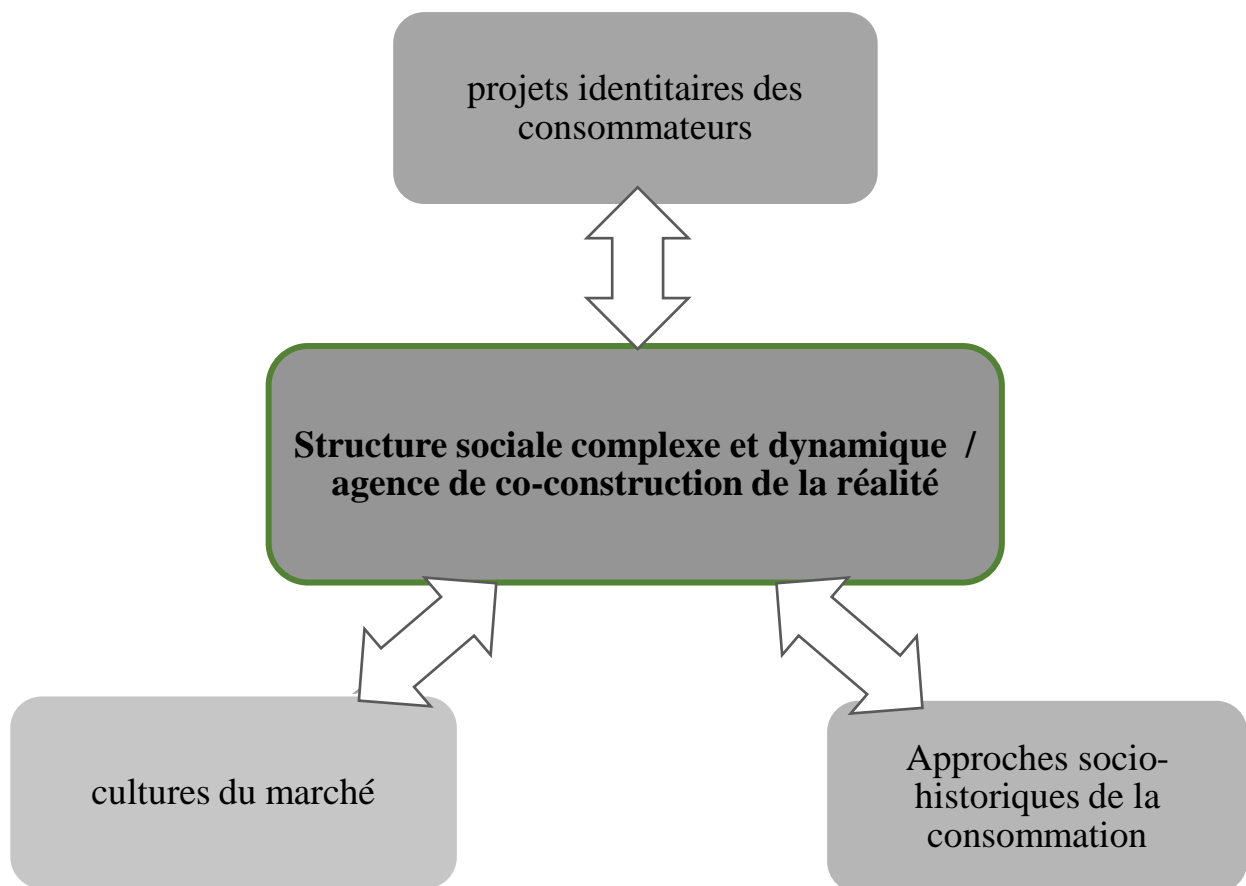 projets identitaires des
consommateurs
Structure sociale complexe et dynamique /
agence de co-construction de la réalité
cultures du marché
Approches socio-
historiques de la
consommation